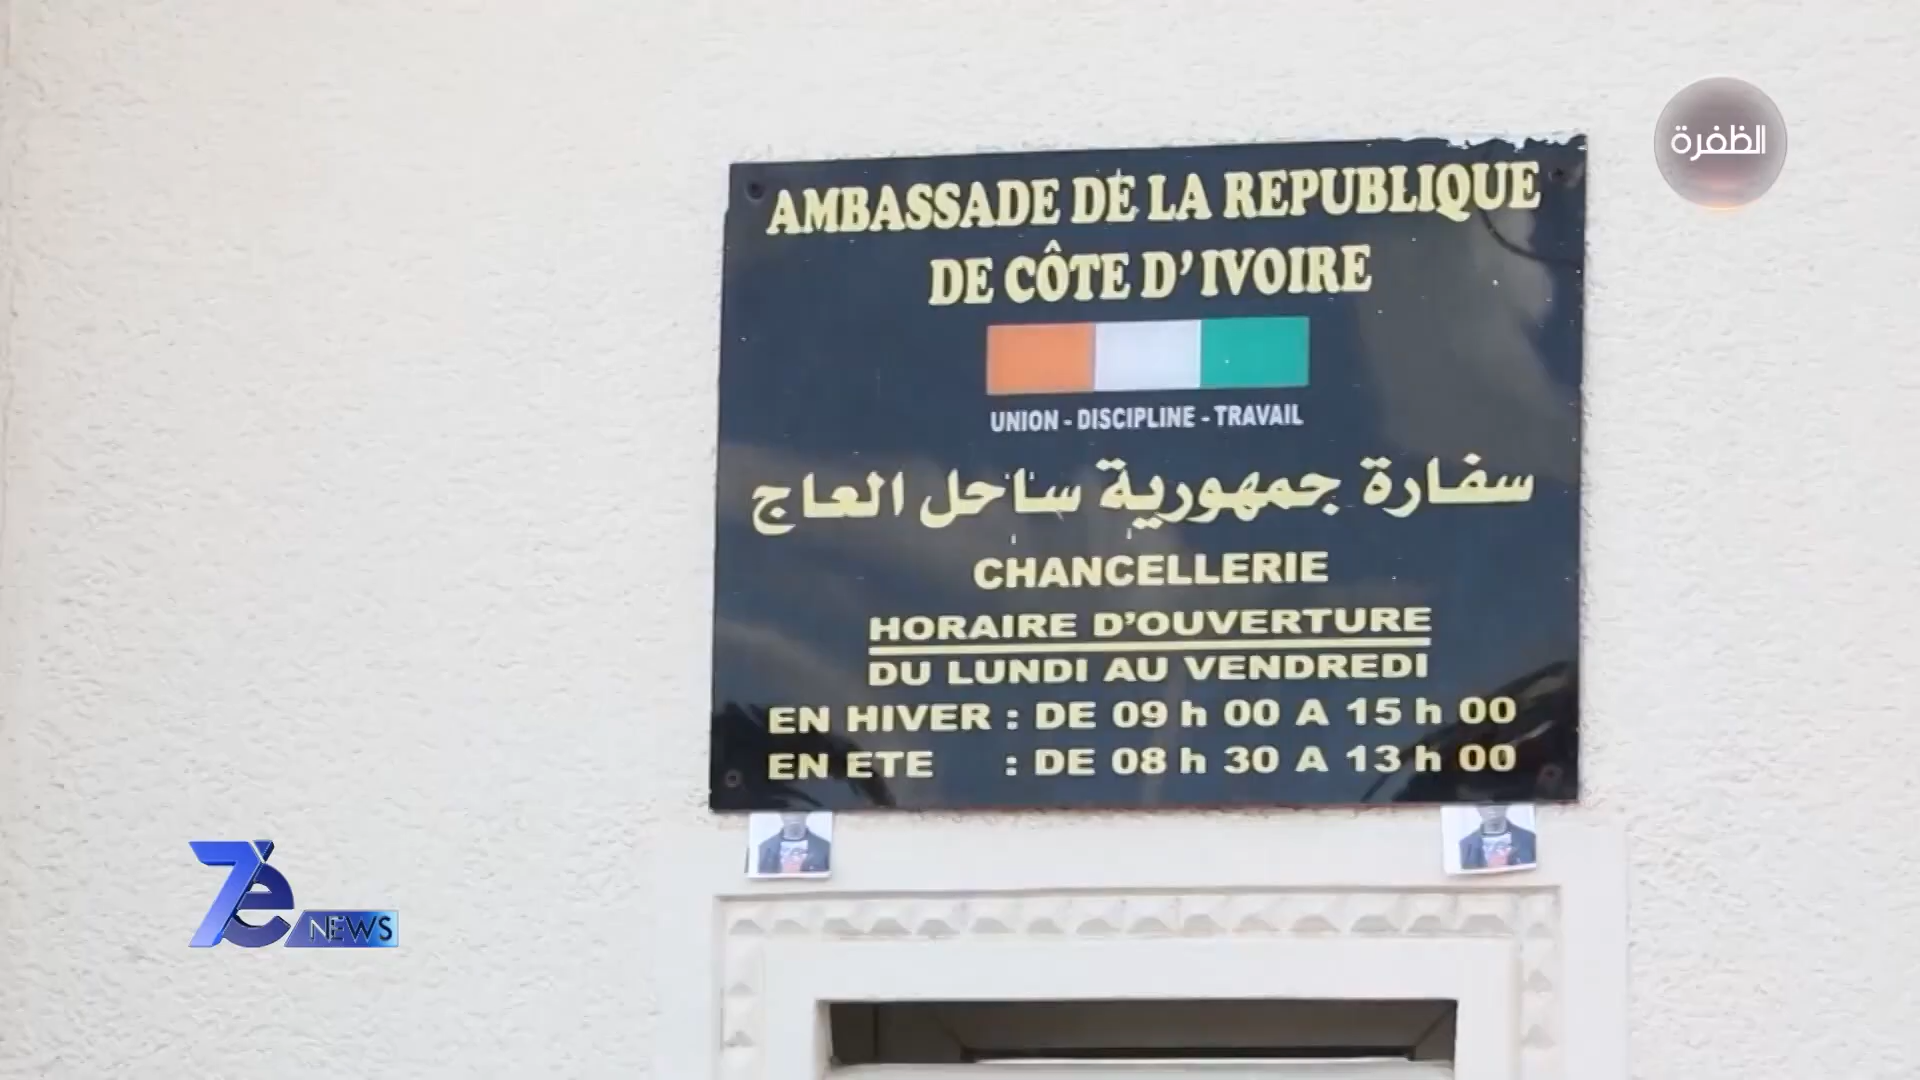 الظفرة
AMBASSADE DE LA REPUBLIQUE
DE CÔTE D'IVOIRE
UNION - DISCIPLINE - TRAVAIL
سفارة جمهورية ساحل العاج
CHANCELLERIE
HORAIRE D'OUVERTURE
DU LUNDI AU VENDREDI
EN HIVER : DE 09 h 00 A 15 h 00
EN ETE : DE 08 h 30 A 13 h 00
7è NEWS